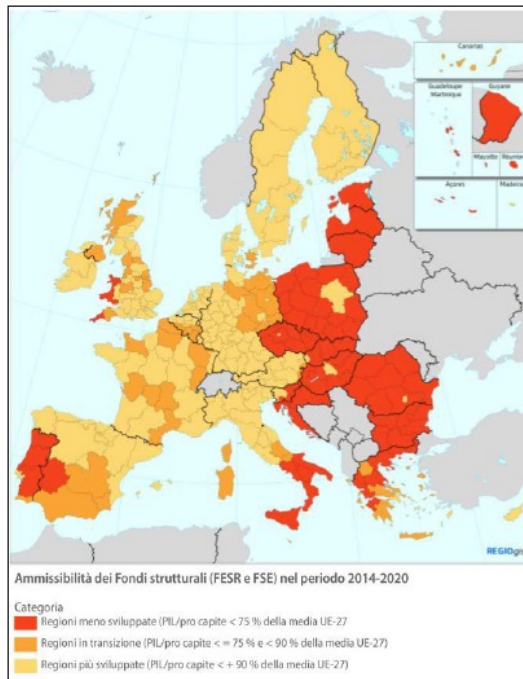 Canarias
Guadeloupe
Martinique
Guyane
Mayotte
Réunion
Açores
Madeira
REGIOgis
Ammissibilità dei Fondi strutturali (FESR e FSE) nel periodo 2014-2020
Categoria
Regioni meno sviluppate (PIL/pro capite < 75 % della media UE-27
Regioni in transizione (PIL/pro capite < = 75 % e < 90 % della media UE-27)
Regioni più sviluppate (PIL/pro capite < + 90 % della media UE-27)